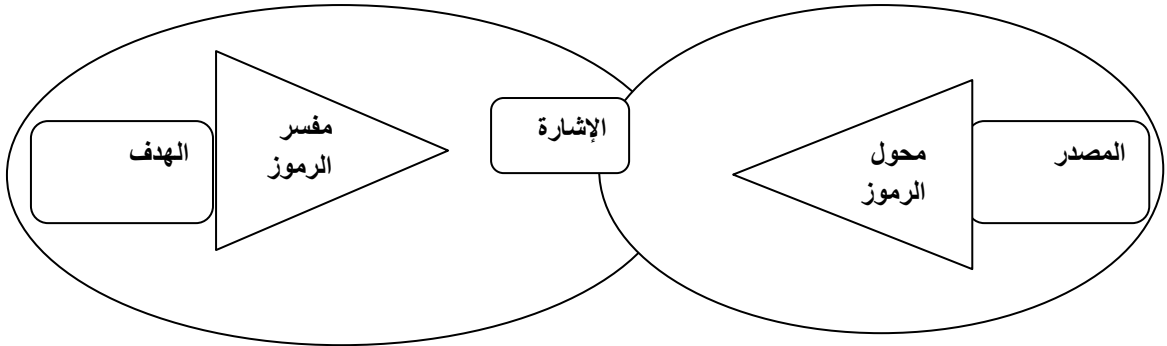 المصدر
محول
الرموز
الإشارة
مفسر
الرموز
الهدف